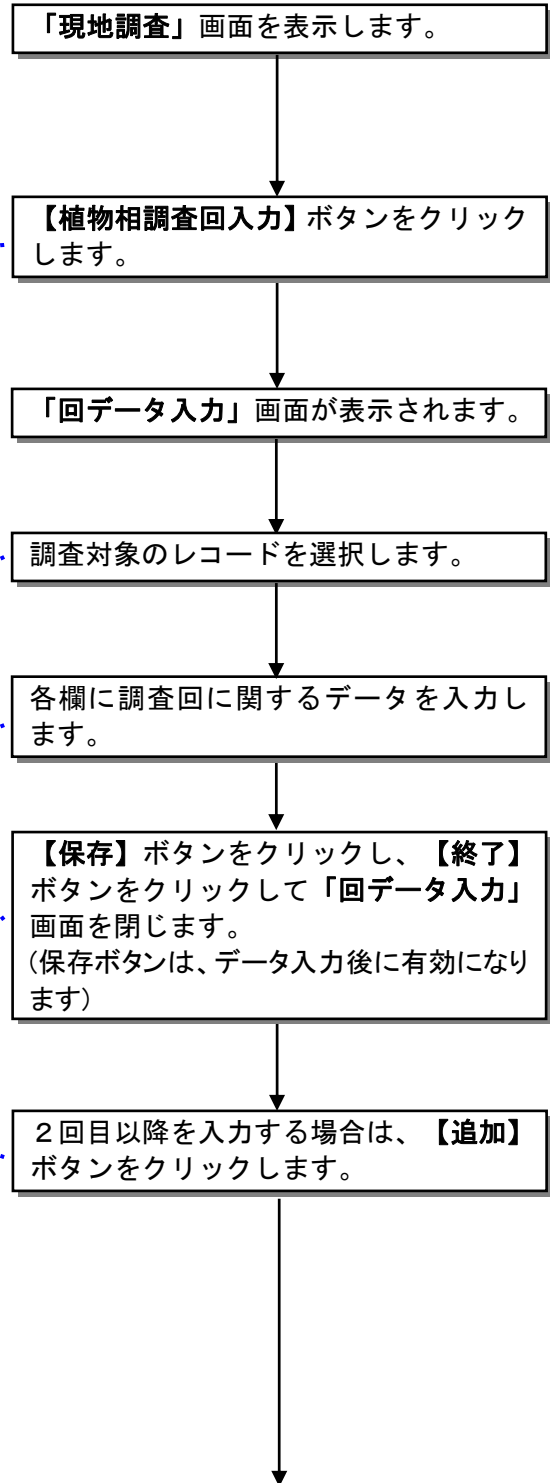 「現地調査」画面を表示します。
【植物相調査回入力】ボタンをクリック
します。
「回データ入力」画面が表示されます。
調査対象のレコードを選択します。
各欄に調査回に関するデータを入力し
ます。
【保存】ボタンをクリックし、【終了】
ボタンをクリックして「回データ入力」
画面を閉じます。
(保存ボタンは、データ入力後に有効になり
ます)
２回目以降を入力する場合は、【追加】
ボタンをクリックします。